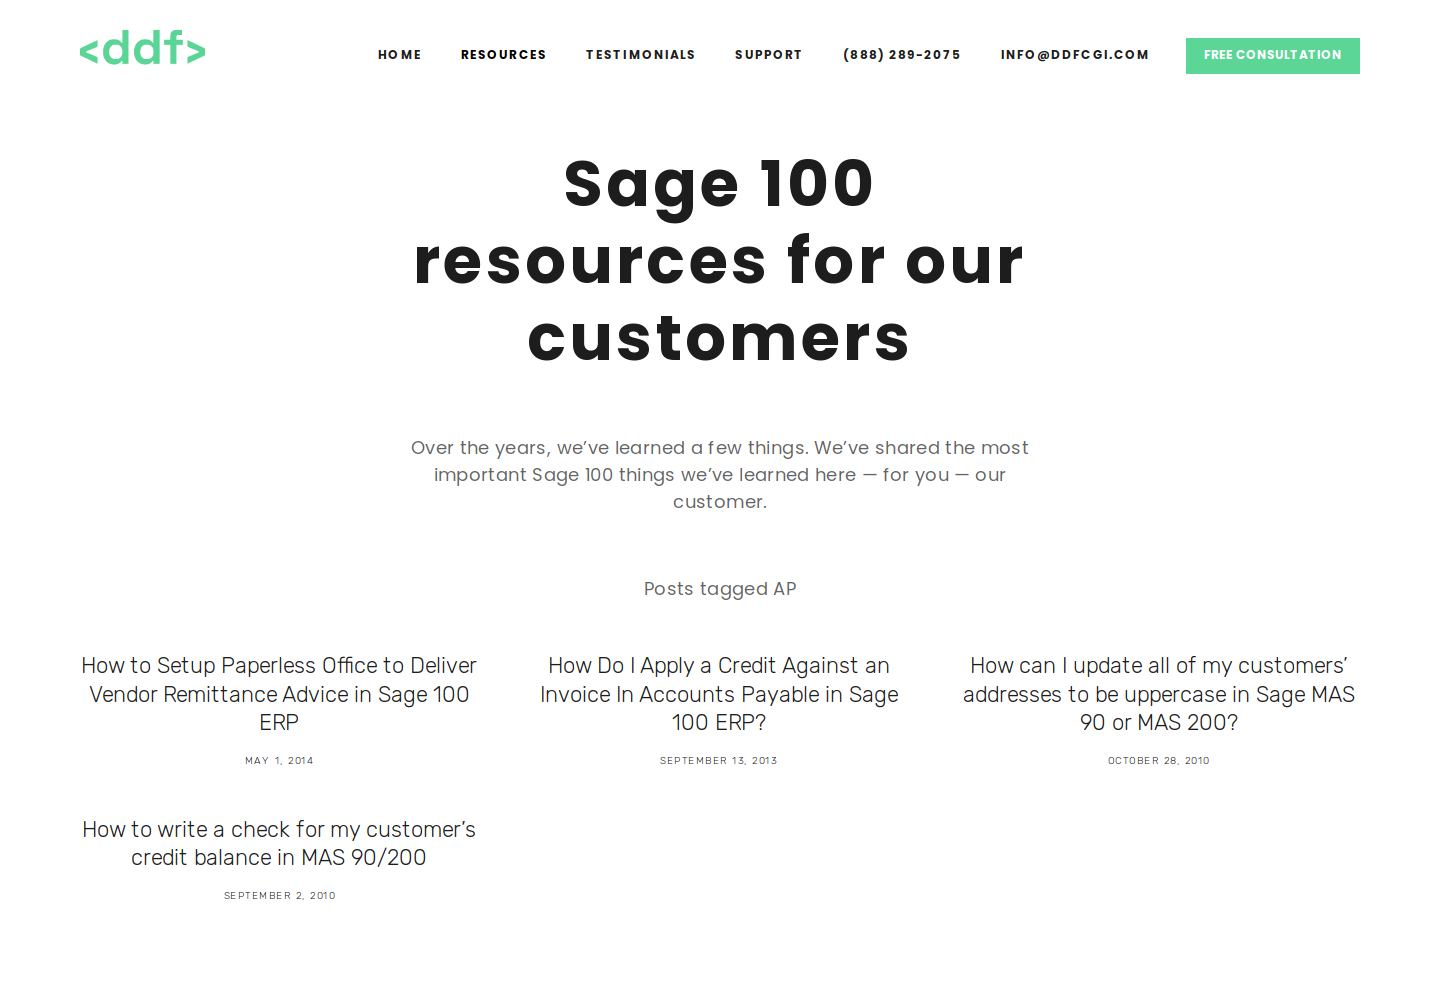 <ddf>
HOME RESOURCES TESTIMONIALS SUPPORT (888) 289-2075 INFO@DDFCGI.COM FREE CONSULTATION
Sage 100
resources for our
customers
Over the years, we’ve learned a few things. We’ve shared the most
important Sage 100 things we’ve learned here — for you — our
customer.
Posts tagged AP
How to Setup Paperless Office to Deliver
Vendor Remittance Advice in Sage 100
ERP
MAY 1, 2014
How Do I Apply a Credit Against an
Invoice In Accounts Payable in Sage
100 ERP?
SEPTEMBER 13, 2013
How can I update all of my customers’
addresses to be uppercase in Sage MAS
90 or MAS 200?
OCTOBER 28, 2010
How to write a check for my customer’s
credit balance in MAS 90/200
SEPTEMBER 2, 2010